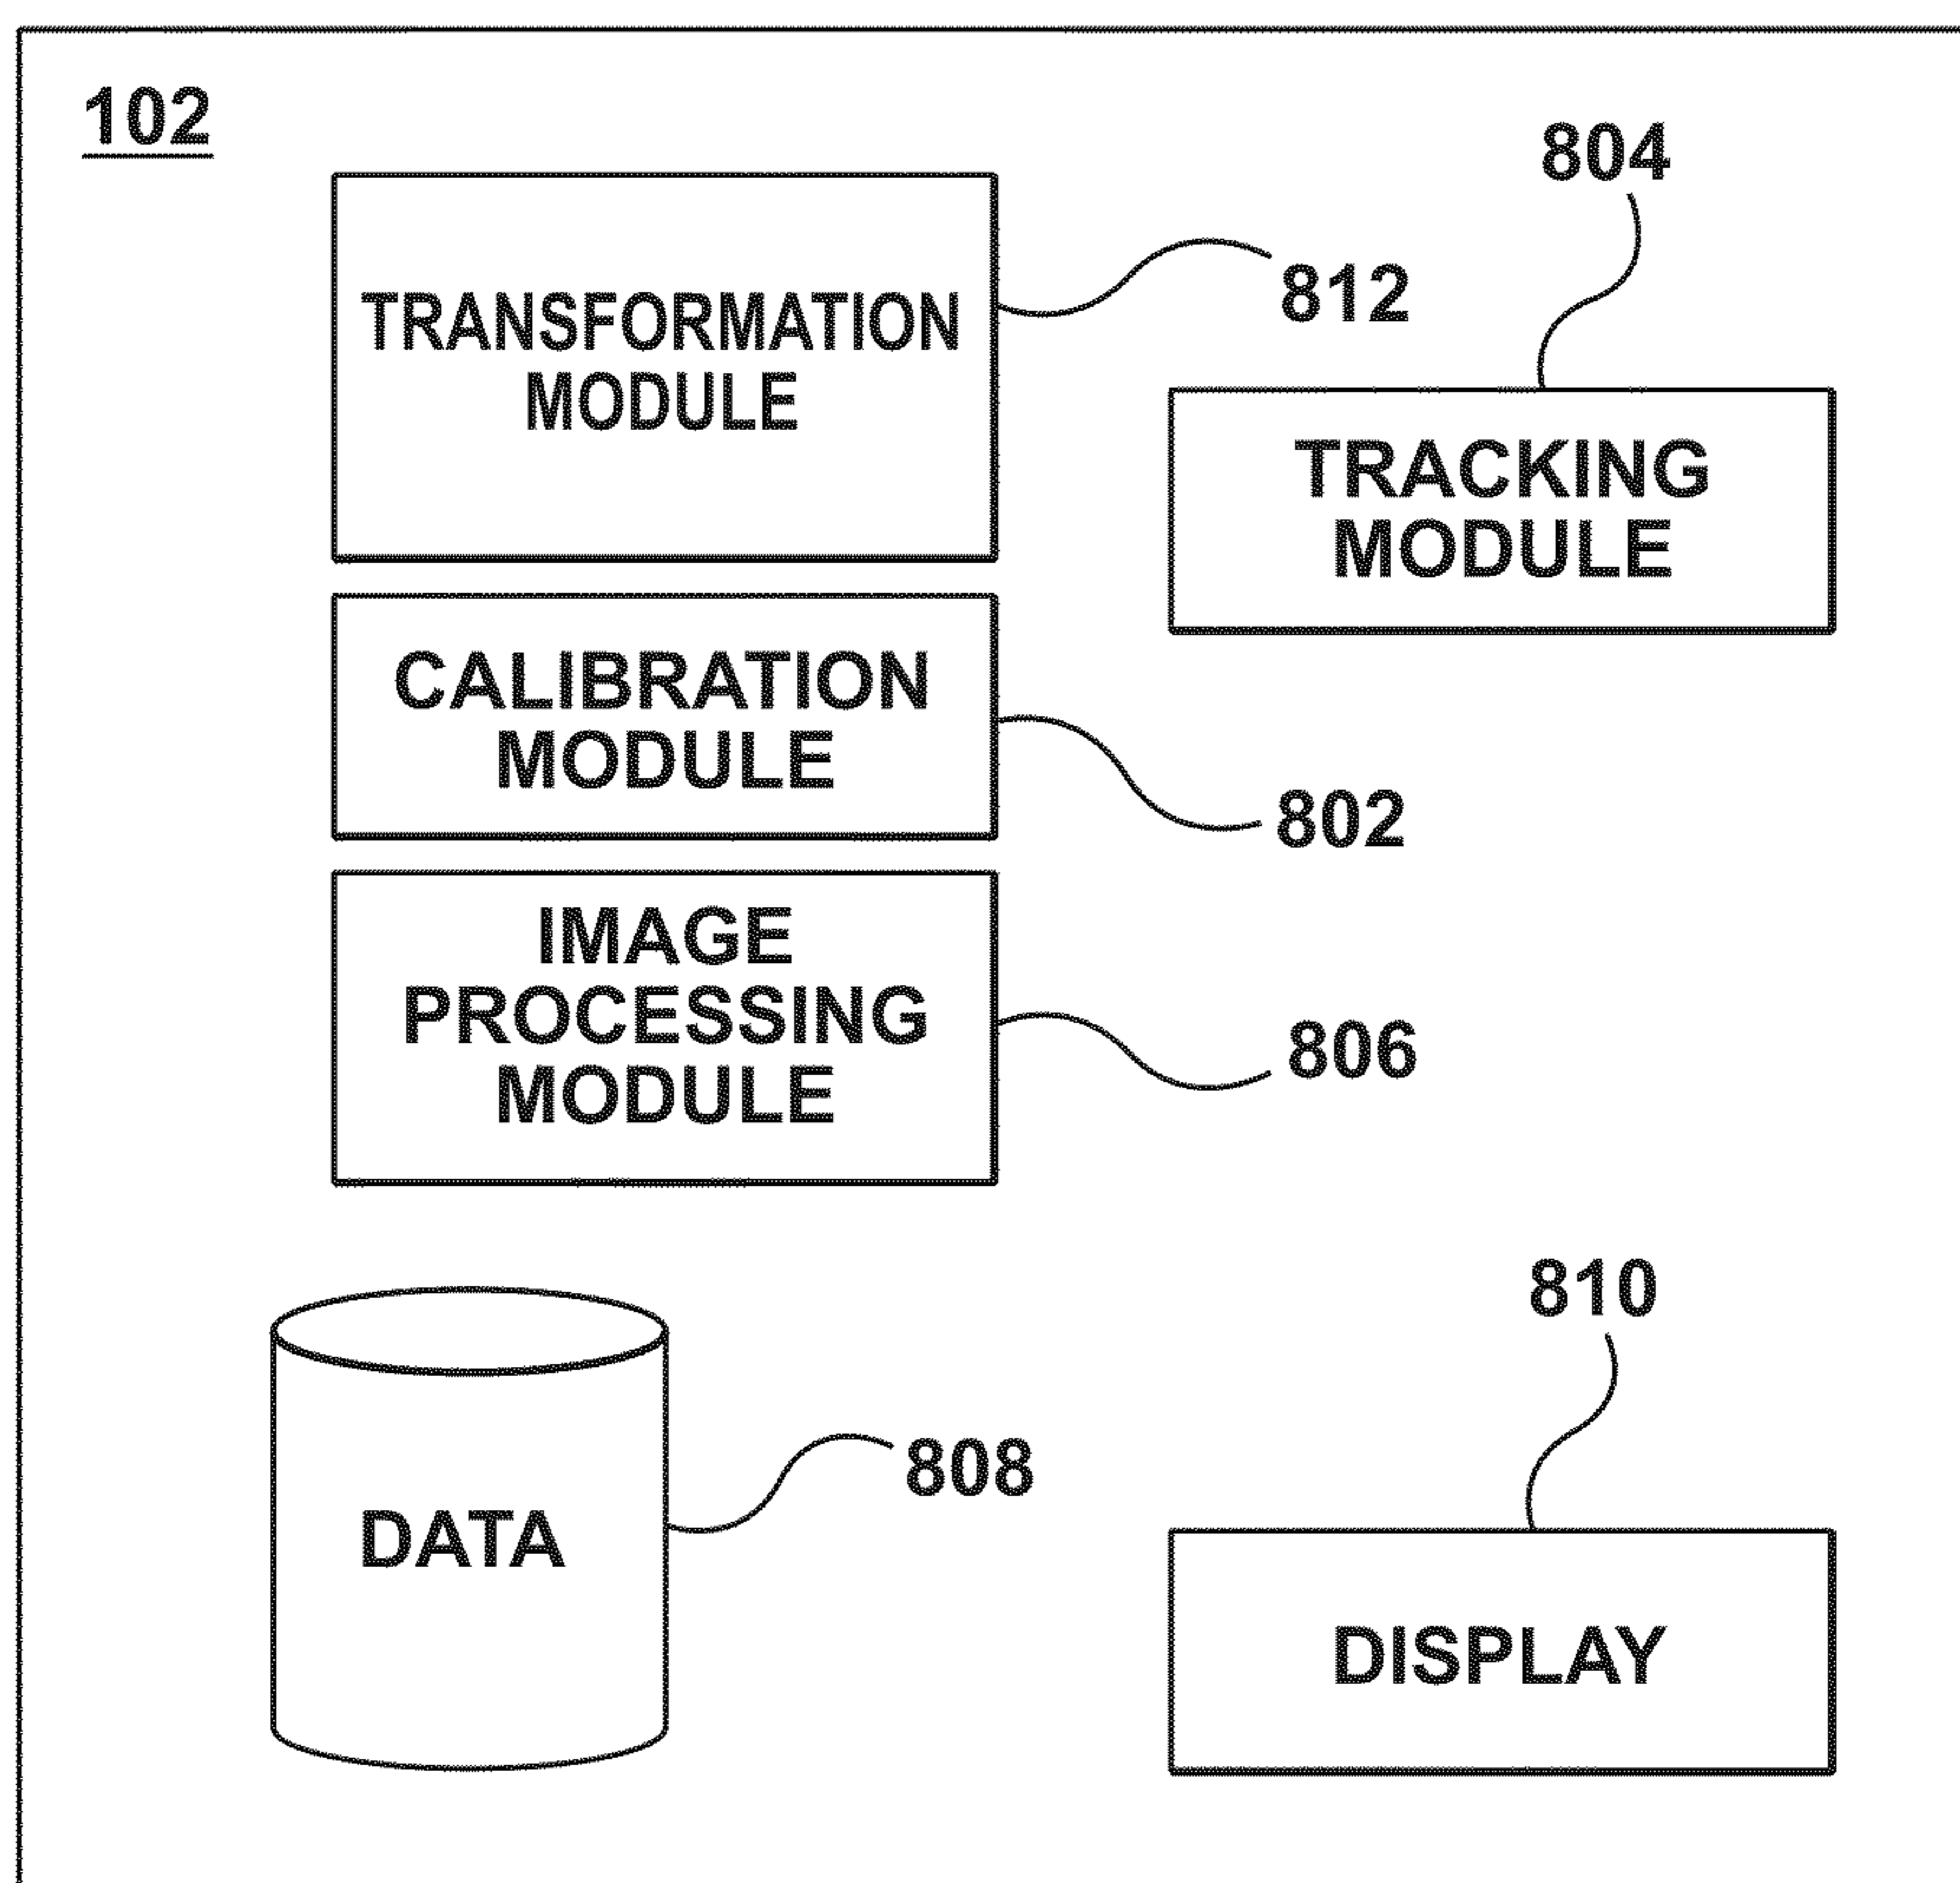 102
804
812
TRANSFORMATION
MODULE
TRACKING
MODULE
CALIBRATION
MODULE
802
IMAGE
PROCESSING
MODULE
806
810
808
DATA
DISPLAY